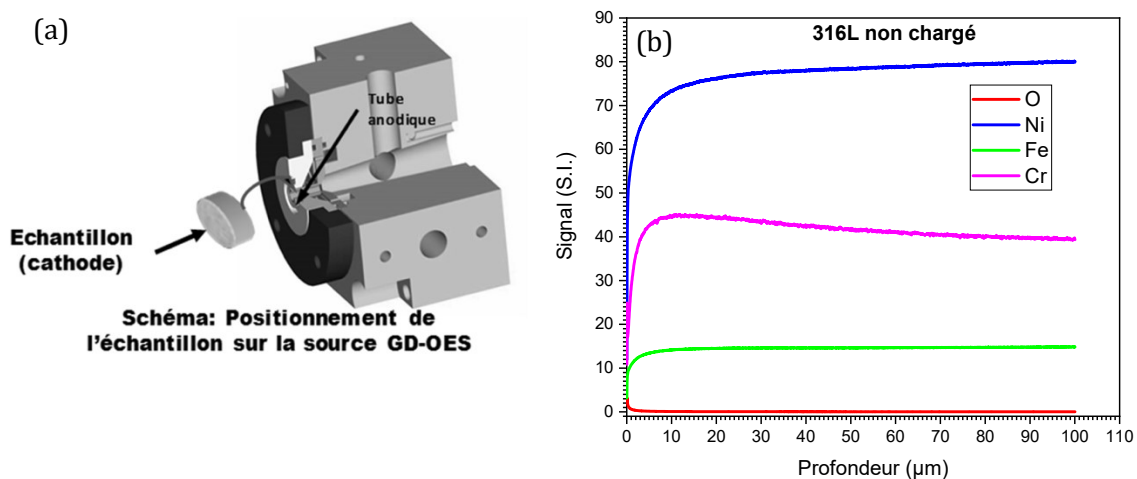 (a)
Tube
anodique
Echantillon
(cathode)
Schéma: Positionnement de
l'échantillon sur la source GD-OES
(b)
316L non chargé
O
Ni
Fe
Cr
Signal (S.I.)
90
80
70
60
50
40
30
20
10
0
0 10 20 30 40 50 60 70 80 90 100 110
Profondeur (µm)